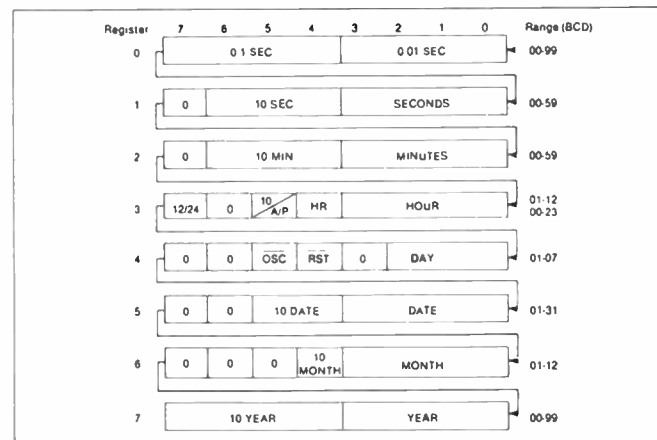 Register 7 6 5 4 3 2 1 0 Range (BCD)
0 0 1 SEC 0 01 SEC 00-99
1 0 10 SEC SECONDS 00-59
2 0 10 MIN MINUTES 00-59
3 12/24 0 10 A/P HR HOUR 01-12 00-23
4 0 0 OSC RST 0 DAY 01-07
5 0 0 10 DATE DATE 01-31
6 0 0 0 10 MONTH MONTH 01-12
7 10 YEAR YEAR 00-99